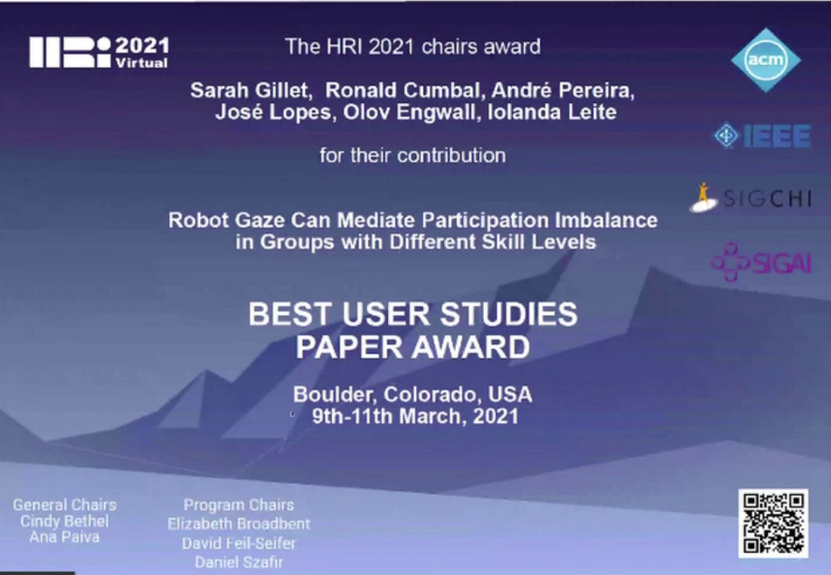 HRI 2021
Virtual
The HRI 2021 chairs award
Sarah Gillet, Ronald Cumbal, André Pereira,
José Lopes, Olov Engwall, Iolanda Leite
for their contribution
Robot Gaze Can Mediate Participation Imbalance
in Groups with Different Skill Levels
BEST USER STUDIES
PAPER AWARD
Boulder, Colorado, USA
9th-11th March, 2021
acm
IEEE
SIGCHI
SIGAI
General Chairs
Cindy Bethel
Ana Paiva
Program Chairs
Elizabeth Broadbent
David Feil-Seifer
Daniel Szafir